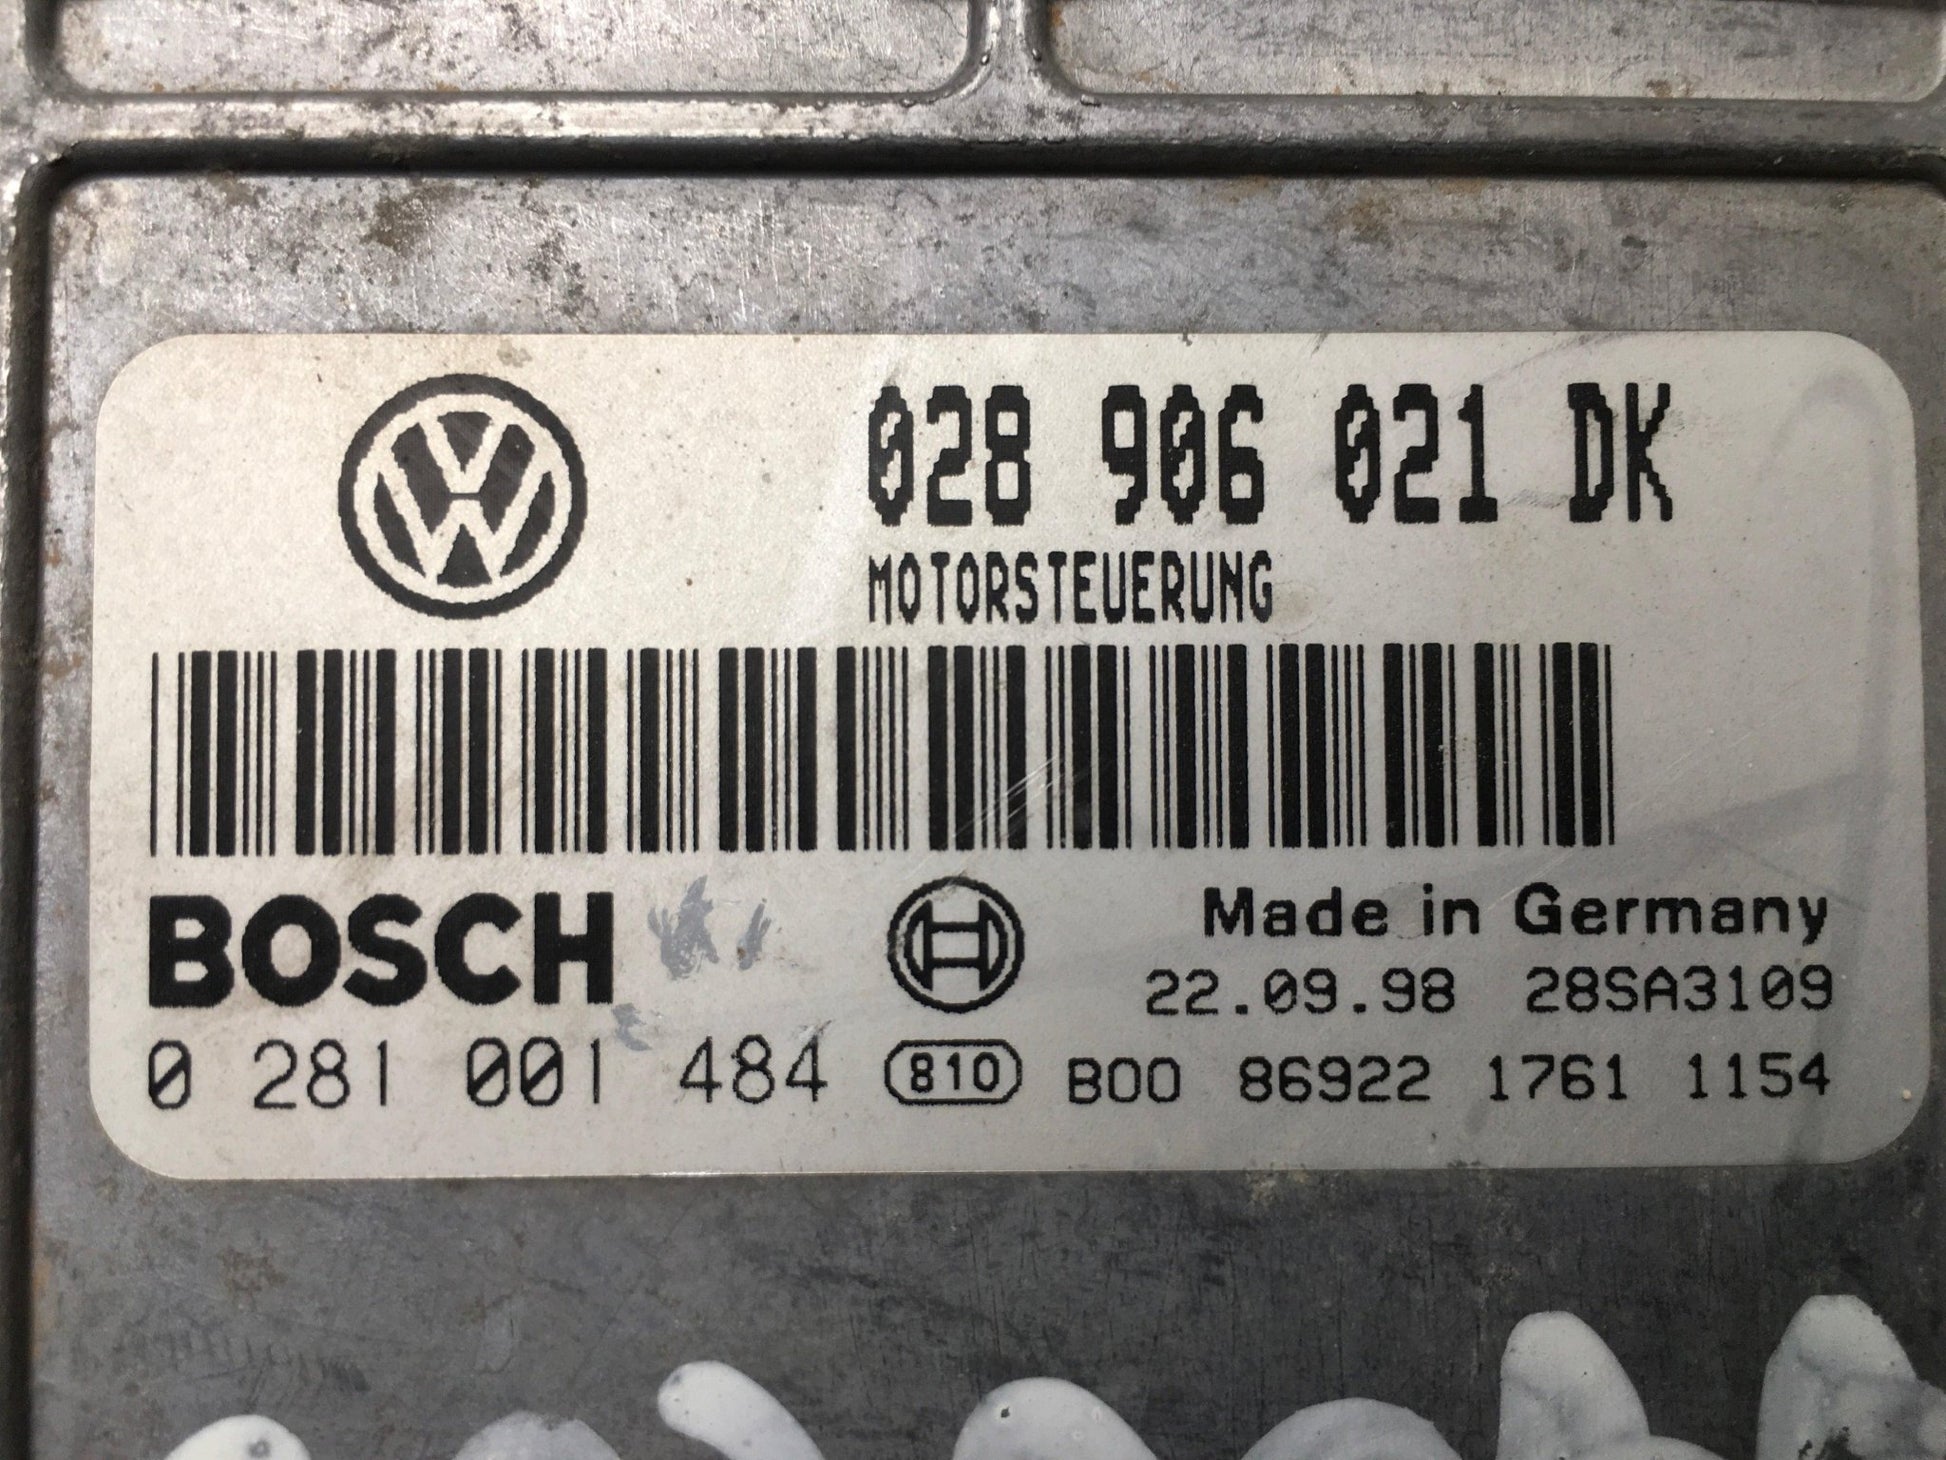 028 906 021 DK
MOTORSTEUERUNG
BOSCH
Made in Germany
22.09.98 28SA3109
0 281 001 484 810 B00 86922 1761 1154